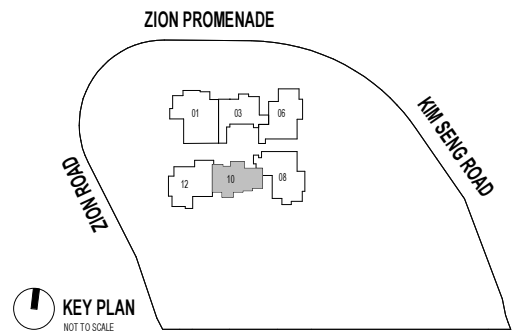 ZION PROMENADE
01
03
06
KIM SENG ROAD
12
10
08
ZION ROAD
KEY PLAN
NOT TO SCALE